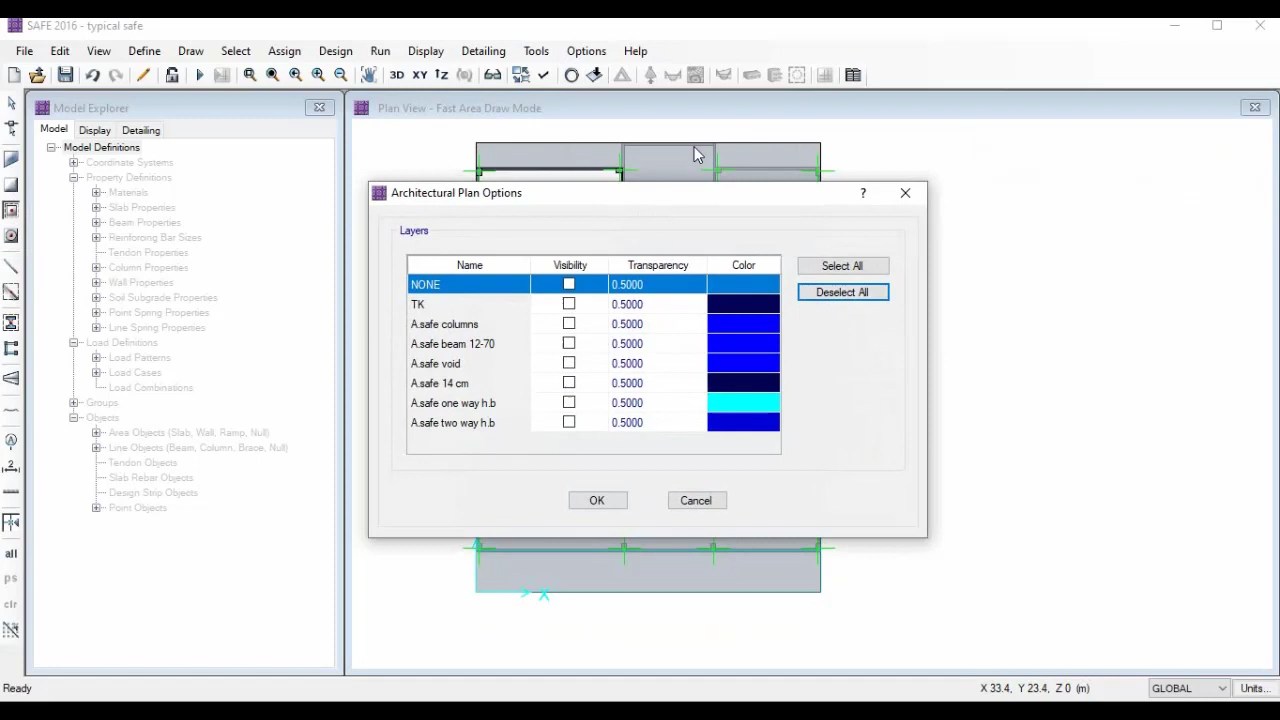 SAFE 2016 - typical safe
File Edit View Define Draw Select Assign Design Run Display Detailing Tools Options Help
3D XY
Model Explorer
Plan View - Fast Area Draw Mode
Model Display Detailing
Model Definitions
Coordinate Systems
Property Definitions
Materials
Slab Properties
Beam Properties
Reinforcing Bar Sizes
Tendon Properties
Column Properties
Wall Properties
Soil Subgrade Properties
Point Spring Properties
Line Spring Properties
Load Definitions
Load Patterns
Load Cases
Load Combinations
Groups
Objects
Area Objects (Slab, Wall, Ramp, Null)
Line Objects (Beam, Column, Brace, Null)
Tendon Objects
Slab Rebar Objects
Design Strip Objects
Point Objects
all
ps
clr
Architectural Plan Options
?
Layers
Name Visibility Transparency Color
NONE 0.5000
TK 0.5000
A.safe columns 0.5000
A.safe beam 12-70 0.5000
A.safe void 0.5000
A.safe 14 cm 0.5000
A.safe one way h.b 0.5000
A.safe two way h.b 0.5000
Select All
Deselect All
OK Cancel
X
Ready
X 33.4, Y 23.4, Z 0 (m)
GLOBAL
Units...